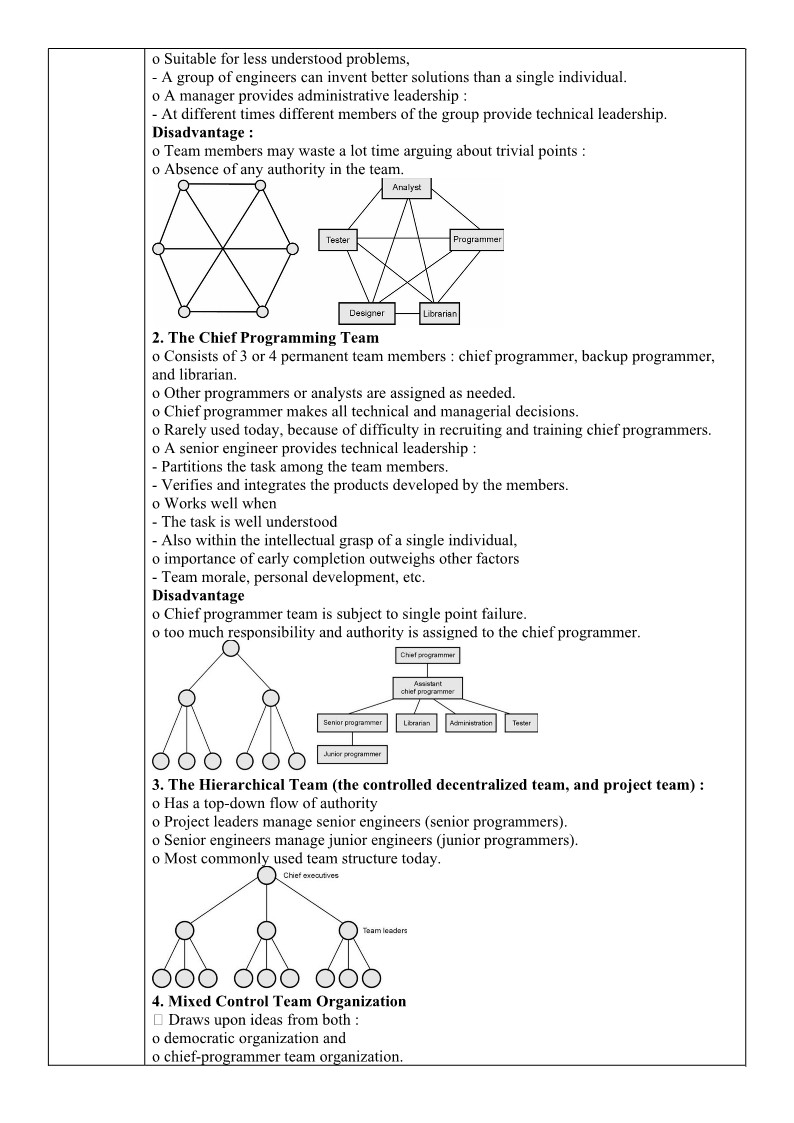 o Suitable for less understood problems,
- A group of engineers can invent better solutions than a single individual.
o A manager provides administrative leadership :
- At different times different members of the group provide technical leadership.
Disadvantage :
o Team members may waste a lot time arguing about trivial points :
o Absence of any authority in the team.
Analyst
Tester
Programmer
Designer
Librarian
2. The Chief Programming Team
o Consists of 3 or 4 permanent team members : chief programmer, backup programmer,
and librarian.
o Other programmers or analysts are assigned as needed.
o Chief programmer makes all technical and managerial decisions.
o Rarely used today, because of difficulty in recruiting and training chief programmers.
o A senior engineer provides technical leadership :
- Partitions the task among the team members.
- Verifies and integrates the products developed by the members.
o Works well when
- The task is well understood
- Also within the intellectual grasp of a single individual,
o importance of early completion outweighs other factors
- Team morale, personal development, etc.
Disadvantage
o Chief programmer team is subject to single point failure.
o too much responsibility and authority is assigned to the chief programmer.
Chief programmer
Assistant
chief programmer
Senior programmer
Librarian
Administration
Tester
Junior programmer
3. The Hierarchical Team (the controlled decentralized team, and project team) :
o Has a top-down flow of authority
o Project leaders manage senior engineers (senior programmers).
o Senior engineers manage junior engineers (junior programmers).
o Most commonly used team structure today.
Chief executives
Team leaders
4. Mixed Control Team Organization
□ Draws upon ideas from both :
o democratic organization and
o chief-programmer team organization.